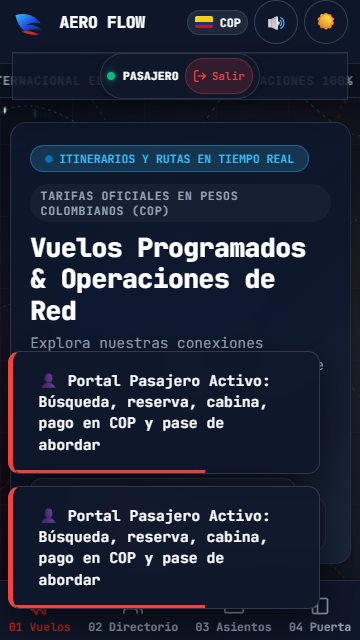 AERO FLOW
COP
PASAJERO
Salir
ACIONES 100%
ITINERARIOS Y RUTAS EN TIEMPO REAL
TARIFAS OFICIALES EN PESOS
COLOMBIANOS (COP)
Vuelos Programados
& Operaciones de
Red
Explora nuestras conexiones
Portal Pasajero Activo:
Búsqueda, reserva, cabina,
pago en COP y pase de
abordar
Portal Pasajero Activo:
Búsqueda, reserva, cabina,
pago en COP y pase de
abordar
01 Vuelos
02 Directorio
03 Asientos
04 Puerta